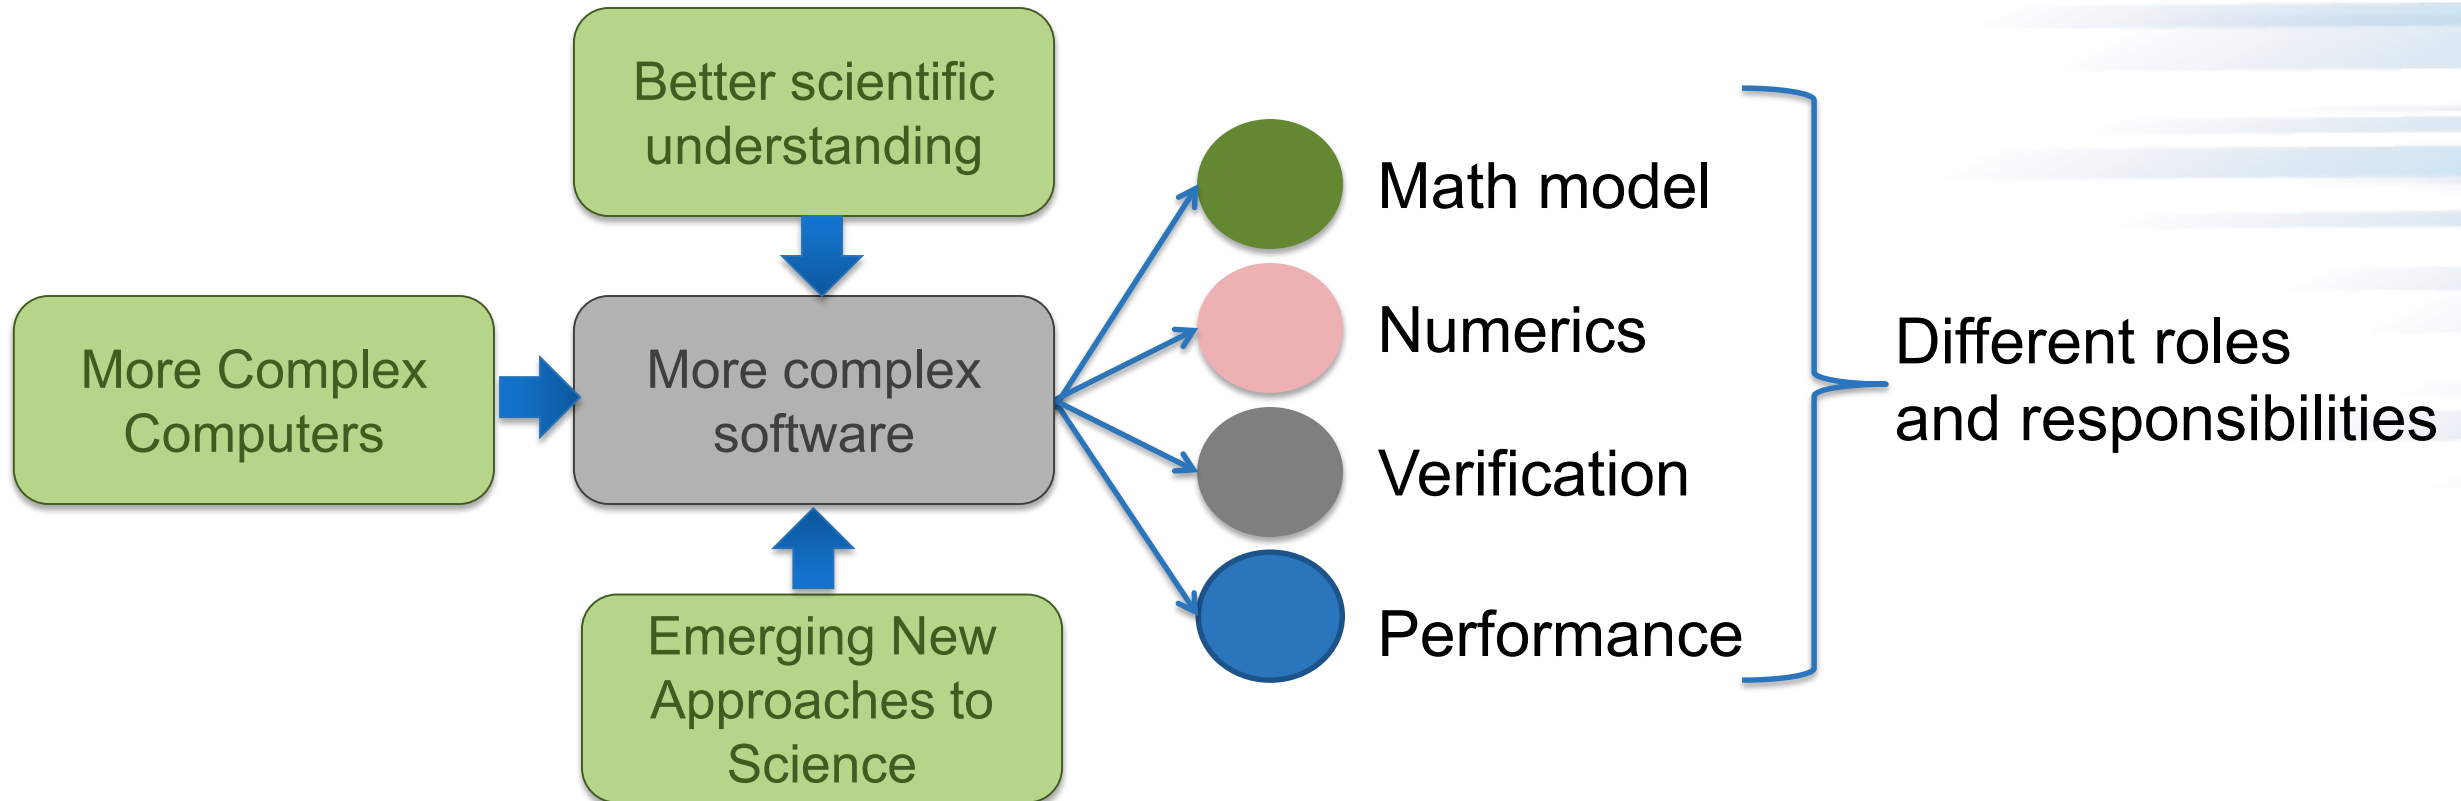 Better scientific
understanding
More Complex
Computers
More complex
software
Emerging New
Approaches to
Science
Math model
Numerics
Verification
Performance
Different roles
and responsibilities